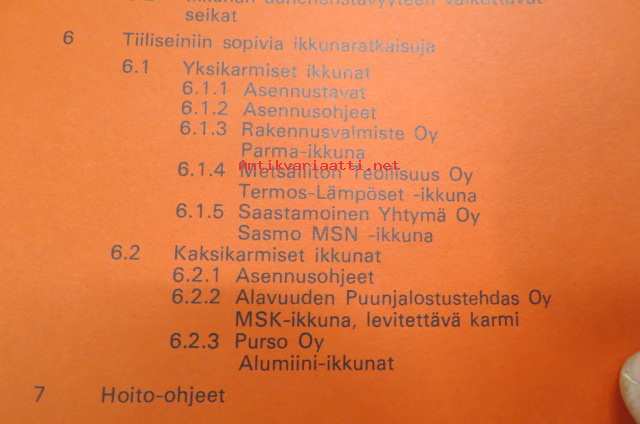 ikkunan ääneneristävyyteen vaikuttavat
seikat
6 Tiiliseiniin sopivia ikkunaratkaisuja
6.1 Yksikarmiset ikkunat
6.1.1 Asennustavat
6.1.2 Asennusohjeet
6.1.3 Rakennusvalmiste Oy
Parma-ikkuna
Antikvariaatti.net
6.1.4 Metsäliiton Teollisuus Oy
Termos-Lämpöset -ikkuna
6.1.5 Saastamoinen Yhtymä Oy
Sasmo MSN -ikkuna
6.2 Kaksikarmiset ikkunat
6.2.1 Asennusohjeet
6.2.2 Alavuuden Puunjalostustehdas Oy
MSK-ikkuna, levitettävä karmi
6.2.3 Purso Oy
Alumiini-ikkunat
7 Hoito-ohjeet